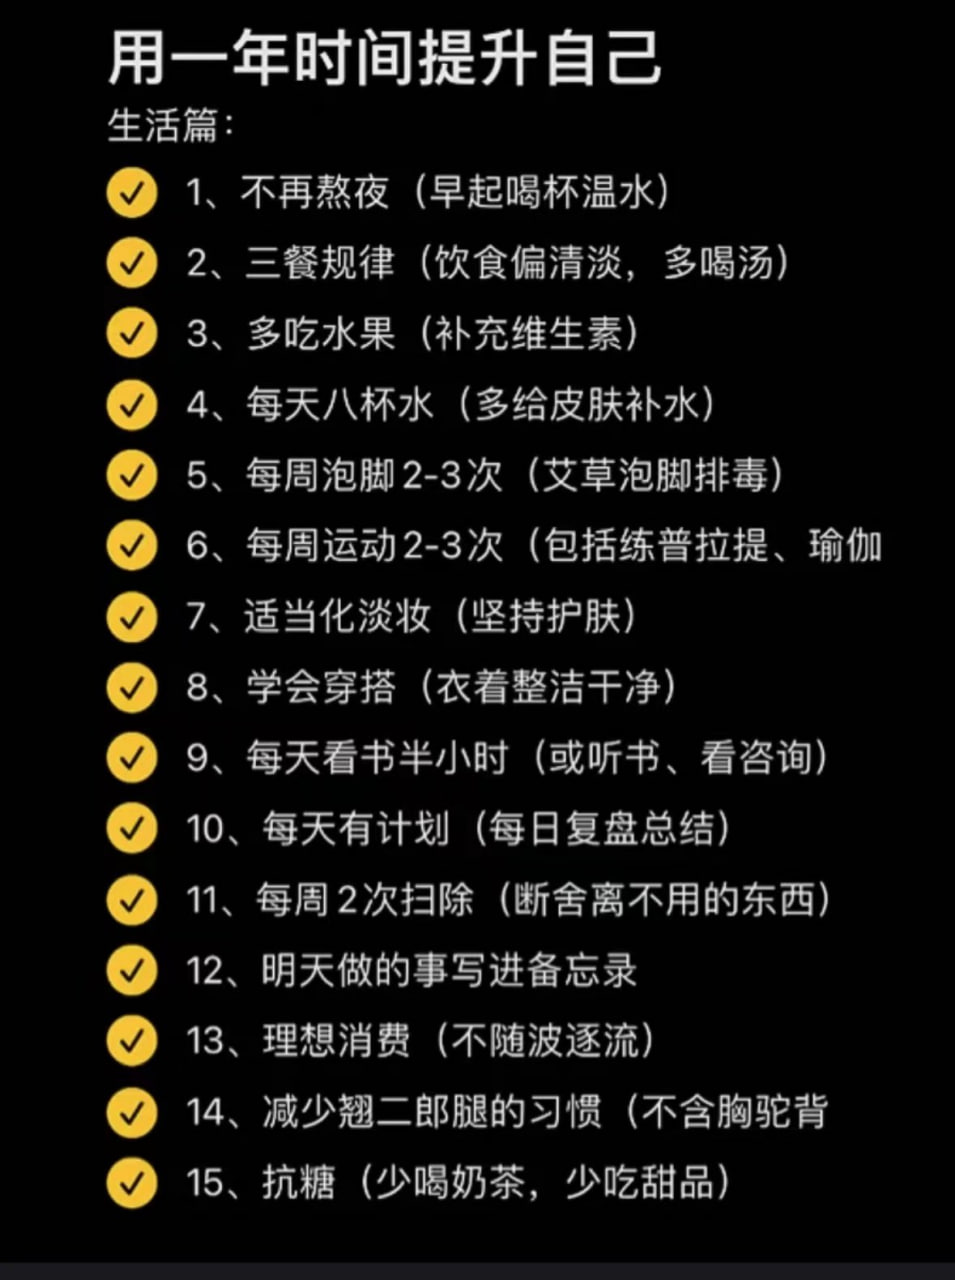 用一年时间提升自己
生活篇：
1、不再熬夜（早起喝杯温水）
2、三餐规律（饮食偏清淡，多喝汤）
3、多吃水果（补充维生素）
4、每天八杯水（多给皮肤补水）
5、每周泡脚2-3次（艾草泡脚排毒）
6、每周运动2-3次（包括练普拉提、瑜伽
7、适当化淡妆（坚持护肤）
8、学会穿搭（衣着整洁干净）
9、每天看书半小时（或听书、看咨询）
10、每天有计划（每日复盘总结）
11、每周2次扫除（断舍离不用的东西）
12、明天做的事写进备忘录
13、理想消费（不随波逐流）
14、减少翘二郎腿的习惯（不含胸驼背
15、抗糖（少喝奶茶，少吃甜品）